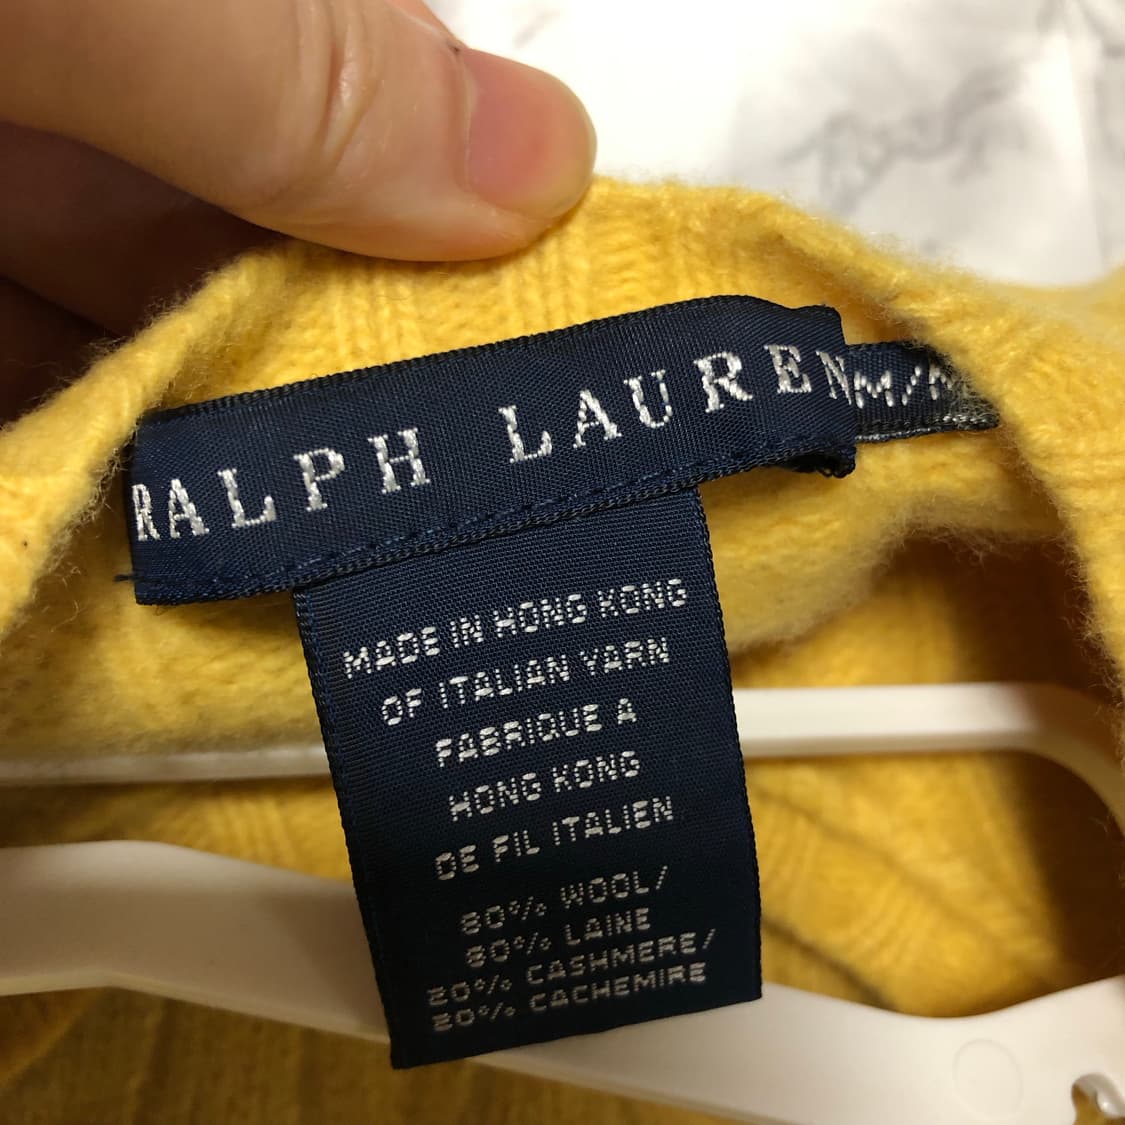 RALPH LAUREN
M/M
MADE IN HONG KONG
OF ITALIAN YARN
FABRIQUE A
HONG KONG
DE FIL ITALIEN
80% WOOL/
80% LAINE
20% CASHMERE/
20% CACHEMIRE